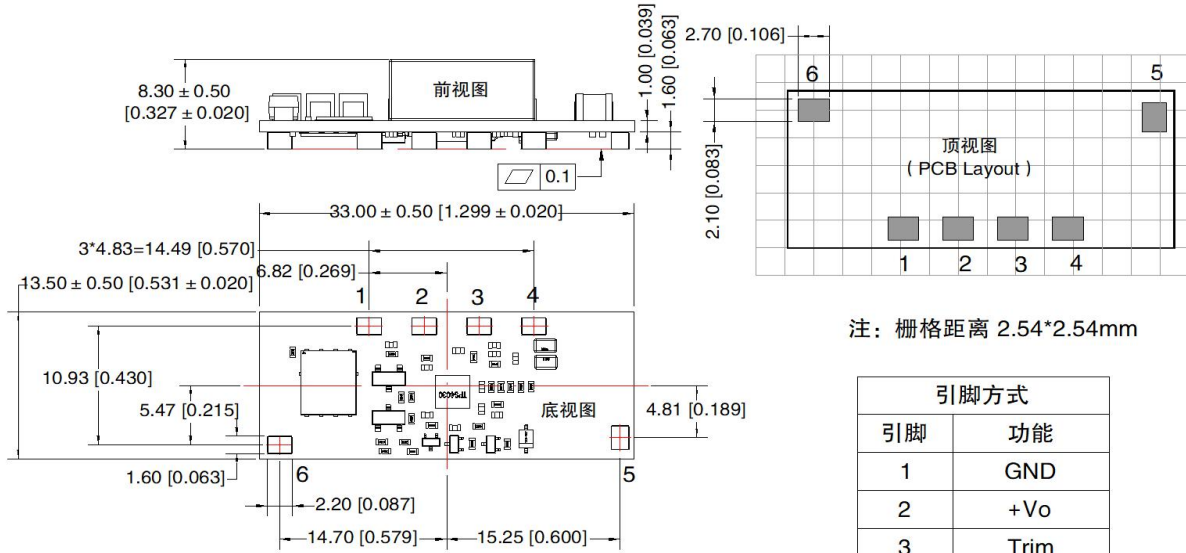 8.30 ± 0.50
[0.327 ± 0.020]
前视图
1.00 [0.039]
1.60 [0.063]
0.1
2.70 [0.106]
6
5
顶视图
( PCB Layout )
2.10 [0.083]
1 2 3 4
33.00 ± 0.50 [1.299 ± 0.020]
3*4.83=14.49 [0.570]
6.82 [0.269]
13.50 ± 0.50 [0.531 ± 0.020]
1 2 3 4
10.93 [0.430]
5.47 [0.215]
底视图
4.81 [0.189]
1.60 [0.063]
6
5
2.20 [0.087]
14.70 [0.579]
15.25 [0.600]
注：栅格距离 2.54*2.54mm
引脚方式
引脚 功能
1 GND
2 +Vo
3 Trim